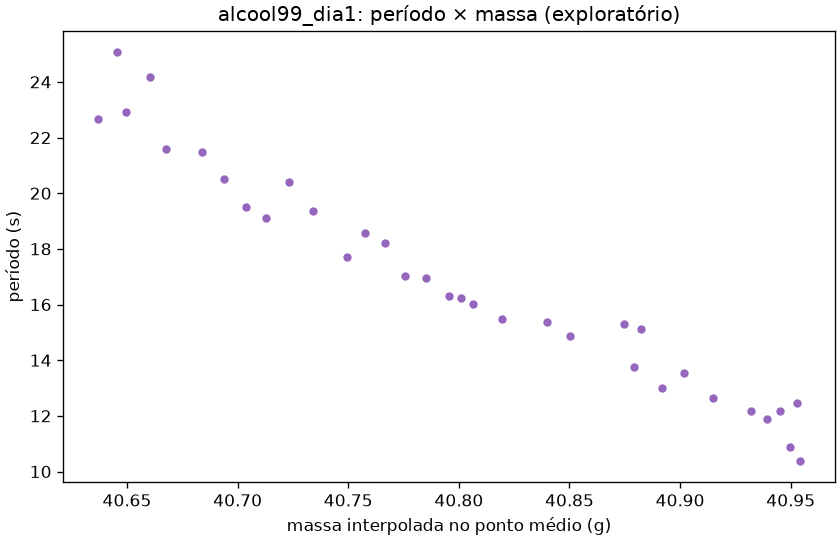 alcool99_dia1: período × massa (exploratório)
período (s)
24
22
20
18
16
14
12
10
40.65 40.70 40.75 40.80 40.85 40.90 40.95
massa interpolada no ponto médio (g)